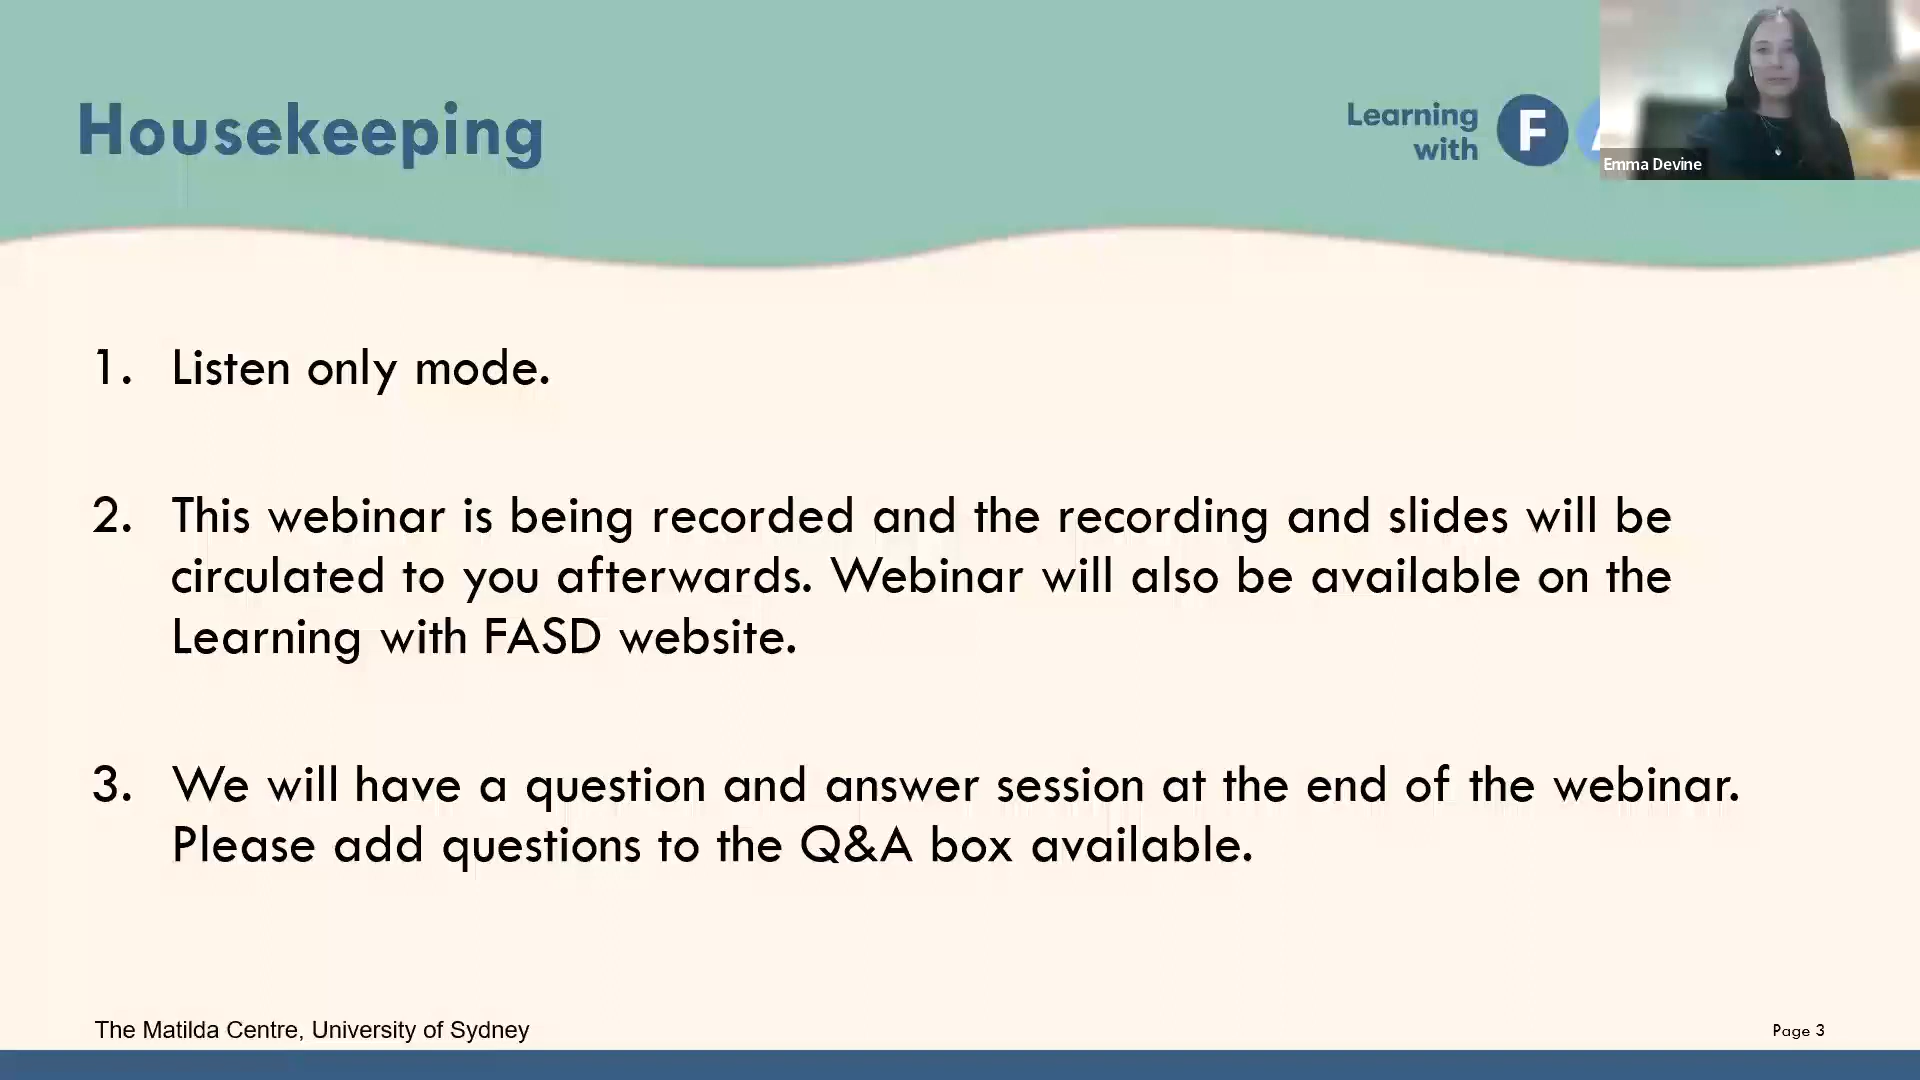 Housekeeping
Learning
with
F
Emma Devine
1. Listen only mode.
2. This webinar is being recorded and the recording and slides will be
circulated to you afterwards. Webinar will also be available on the
Learning with FASD website.
3. We will have a question and answer session at the end of the webinar.
Please add questions to the Q&A box available.
The Matilda Centre, University of Sydney
Page 3